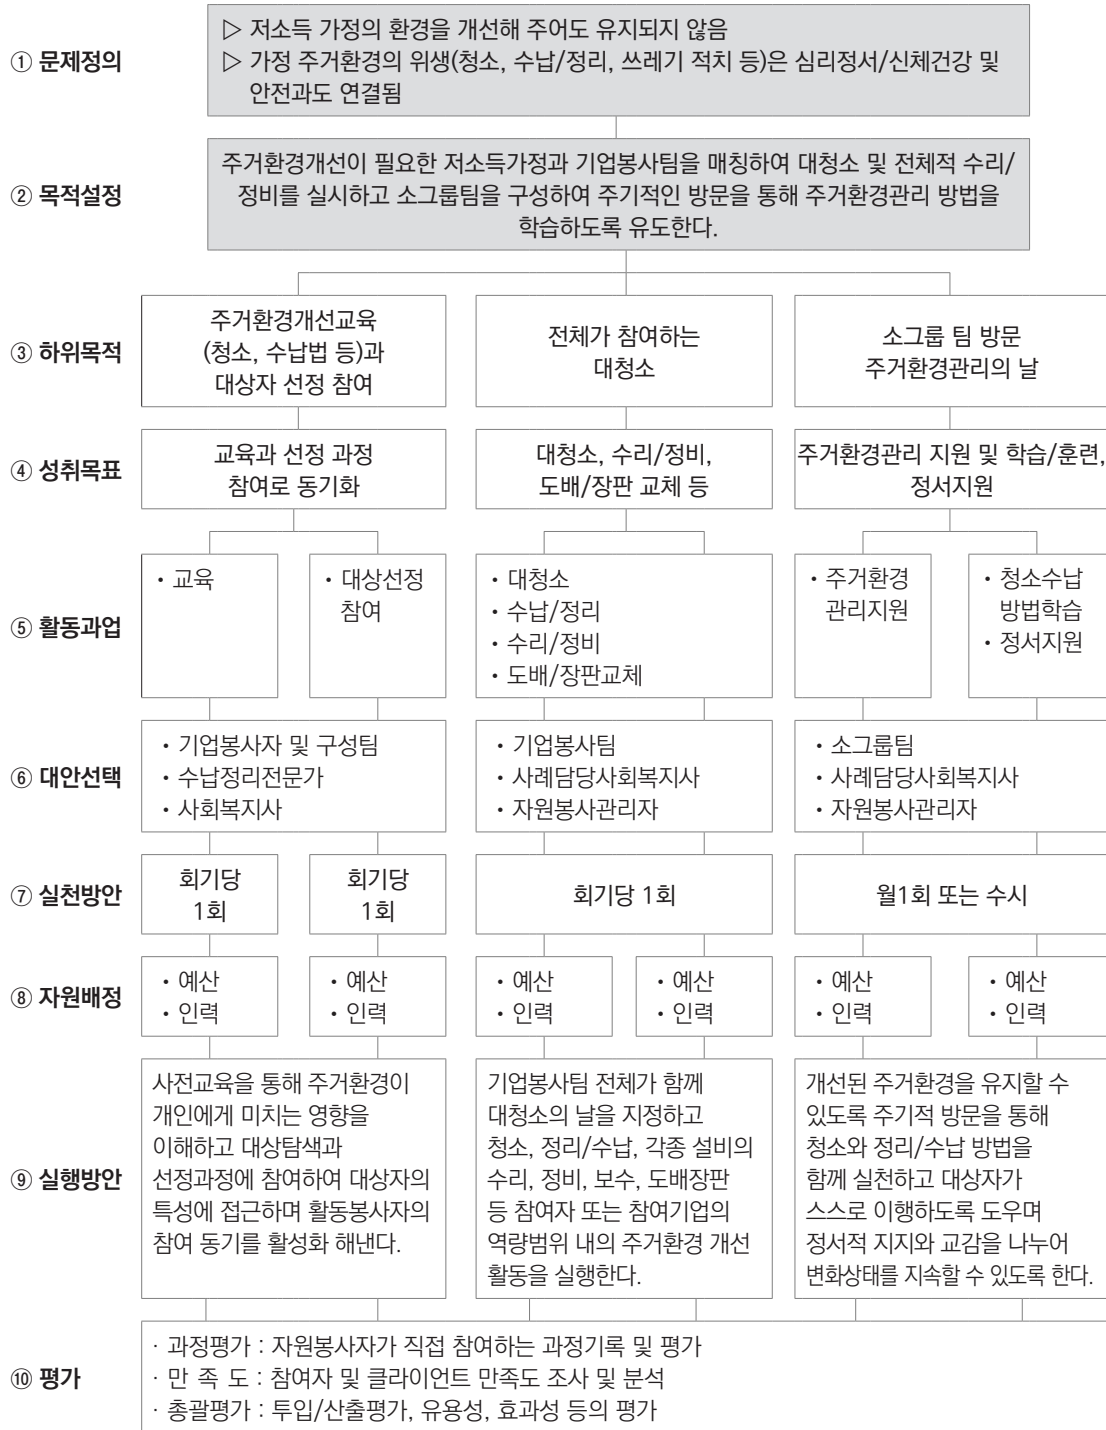 ① 문제정의
▷ 저소득 가정의 환경을 개선해 주어도 유지되지 않음
▷ 가정 주거환경의 위생(청소, 수납/정리, 쓰레기 적치 등)은 심리정서/신체건강 및
안전과도 연결됨
② 목적설정
주거환경개선이 필요한 저소득가정과 기업봉사팀을 매칭하여 대청소 및 전체적 수리/
정비를 실시하고 소그룹팀을 구성하여 주기적인 방문을 통해 주거환경관리 방법을
학습하도록 유도한다.
③ 하위목적
주거환경개선교육
(청소, 수납법 등)과
대상자 선정 참여
전체가 참여하는
대청소
소그룹 팀 방문
주거환경관리의 날
④ 성취목표
교육과 선정 과정
참여로 동기화
대청소, 수리/정비,
도배/장판 교체 등
주거환경관리 지원 및 학습/훈련,
정서지원
⑤ 활동과업
• 교육
• 대상선정
참여
• 대청소
• 수납/정리
• 수리/정비
• 도배/장판교체
• 주거환경
관리지원
• 청소수납
방법학습
• 정서지원
⑥ 대안선택
• 기업봉사자 및 구성팀
• 수납정리전문가
• 사회복지사
• 기업봉사팀
• 사례담당사회복지사
• 자원봉사관리자
• 소그룹팀
• 사례담당사회복지사
• 자원봉사관리자
⑦ 실천방안
회기당
1회
회기당
1회
회기당 1회
월1회 또는 수시
⑧ 자원배정
• 예산
• 인력
• 예산
• 인력
• 예산
• 인력
• 예산
• 인력
• 예산
• 인력
• 예산
• 인력
⑨ 실행방안
사전교육을 통해 주거환경이
개인에게 미치는 영향을
이해하고 대상탐색과
선정과정에 참여하여 대상자의
특성에 접근하며 활동봉사자의
참여 동기를 활성화 해낸다.
기업봉사팀 전체가 함께
대청소의 날을 지정하고
청소, 정리/수납, 각종 설비의
수리, 정비, 보수, 도배장판
등 참여자 또는 참여기업의
역량범위 내의 주거환경 개선
활동을 실행한다.
개선된 주거환경을 유지할 수
있도록 주기적 방문을 통해
청소와 정리/수납 방법을
함께 실천하고 대상자가
스스로 이행하도록 도우며
정서적 지지와 교감을 나누어
변화상태를 지속할 수 있도록 한다.
⑩ 평가
· 과정평가 : 자원봉사자가 직접 참여하는 과정기록 및 평가
· 만 족 도 : 참여자 및 클라이언트 만족도 조사 및 분석
· 총괄평가 : 투입/산출평가, 유용성, 효과성 등의 평가